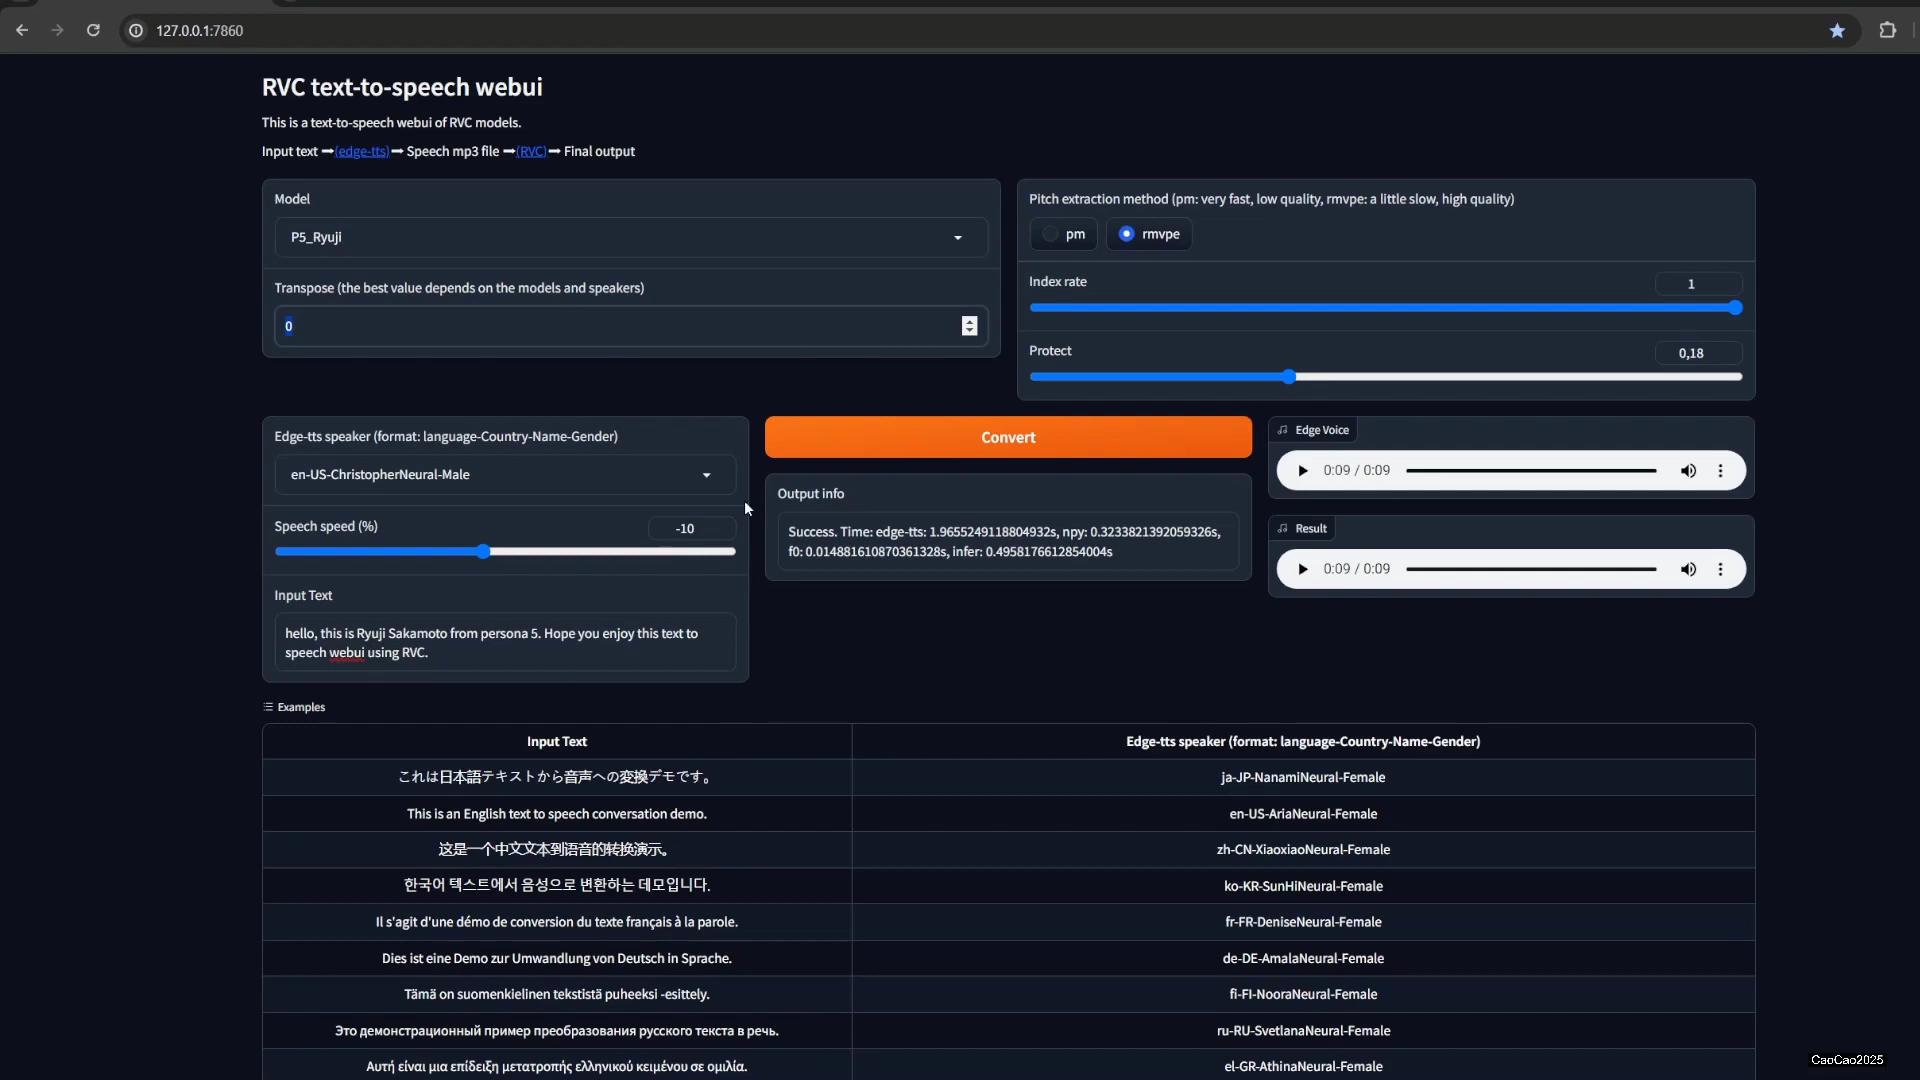 127.0.0.1:7860
RVC text-to-speech webui
This is a text-to-speech webui of RVC models.
Input text ➡(edge-tts)➡ Speech mp3 file ➡(RVC)➡ Final output
Model
P5_Ryuji
Transpose (the best value depends on the models and speakers)
0
Pitch extraction method (pm: very fast, low quality, rmvpe: a little slow, high quality)
pm
rmvpe
Index rate
1
Protect
0,18
Edge-tts speaker (format: language-Country-Name-Gender)
en-US-ChristopherNeural-Male
Speech speed (%)
-10
Input Text
hello, this is Ryuji Sakamoto from persona 5. Hope you enjoy this text to
speech webui using RVC.
Convert
Output info
Success. Time: edge-tts: 1.9655249118804932s, npy: 0.3233821392059326s,
f0: 0.014881610870361328s, infer: 0.4958176612854004s
Edge Voice
0:09 / 0:09
Result
0:09 / 0:09
Examples
Input Text Edge-tts speaker (format: language-Country-Name-Gender)
これは日本語テキストから音声への変換デモです。 ja-JP-NanamiNeural-Female
This is an English text to speech conversation demo. en-US-AriaNeural-Female
这是一个中文文本到语音的转换演示。 zh-CN-XiaoxiaoNeural-Female
한국어 텍스트에서 음성으로 변환하는 데모입니다. ko-KR-SunHiNeural-Female
Il s'agit d'une démo de conversion du texte français à la parole. fr-FR-DeniseNeural-Female
Dies ist eine Demo zur Umwandlung von Deutsch in Sprache. de-DE-AmalaNeural-Female
Tämä on suomenkielinen tekstistä puheeksi -esittely. fi-FI-NooraNeural-Female
Это демонстрационный пример преобразования русского текста в речь. ru-RU-SvetlanaNeural-Female
Αυτή είναι μια επίδειξη μετατροπής ελληνικού κειμένου σε ομιλία. el-GR-AthinaNeural-Female
CaoCao2025